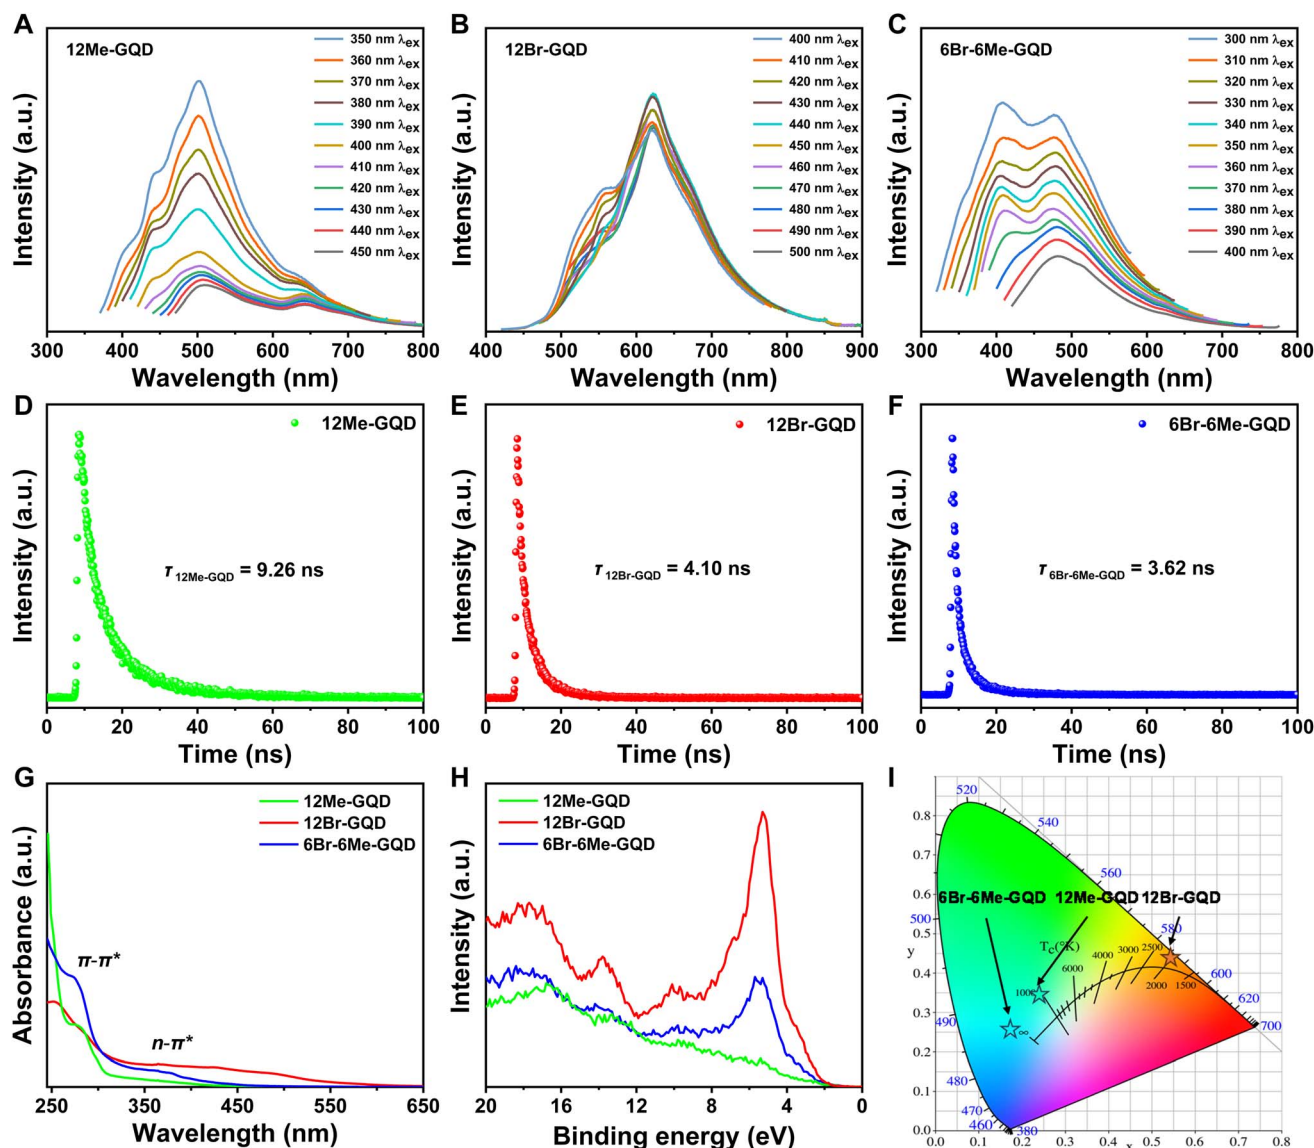 A
12Me-GQD
350 nm λex
360 nm λex
370 nm λex
380 nm λex
390 nm λex
400 nm λex
410 nm λex
420 nm λex
430 nm λex
440 nm λex
450 nm λex
Intensity (a.u.)
300 400 500 600 700 800
Wavelength (nm)
B
12Br-GQD
400 nm λex
410 nm λex
420 nm λex
430 nm λex
440 nm λex
450 nm λex
460 nm λex
470 nm λex
480 nm λex
490 nm λex
500 nm λex
Intensity (a.u.)
400 500 600 700 800 900
Wavelength (nm)
C
6Br-6Me-GQD
300 nm λex
310 nm λex
320 nm λex
330 nm λex
340 nm λex
350 nm λex
360 nm λex
370 nm λex
380 nm λex
390 nm λex
400 nm λex
Intensity (a.u.)
300 400 500 600 700 800
Wavelength (nm)
D
12Me-GQD
τ 12Me-GQD = 9.26 ns
Intensity (a.u.)
0 20 40 60 80 100
Time (ns)
E
12Br-GQD
τ 12Br-GQD = 4.10 ns
Intensity (a.u.)
0 20 40 60 80 100
Time (ns)
F
6Br-6Me-GQD
τ 6Br-6Me-GQD = 3.62 ns
Intensity (a.u.)
0 20 40 60 80 100
Time (ns)
G
12Me-GQD
12Br-GQD
6Br-6Me-GQD
π-π*
n-π*
Absorbance (a.u.)
250 350 450 550 650
Wavelength (nm)
H
12Me-GQD
12Br-GQD
6Br-6Me-GQD
Intensity (a.u.)
20 16 12 8 4 0
Binding energy (eV)
I
520
540
560
580
600
620
700
500
490
480
470
460
380
6Br-6Me-GQD 12Me-GQD 12Br-GQD
Tc(°K)
∞
6000
4000
3000
2500
2000
1500
y
0.8
0.7
0.6
0.5
0.4
0.3
0.2
0.1
0.0
0.0 0.1 0.2 0.3 0.4 0.5 0.6 0.7 0.8
x